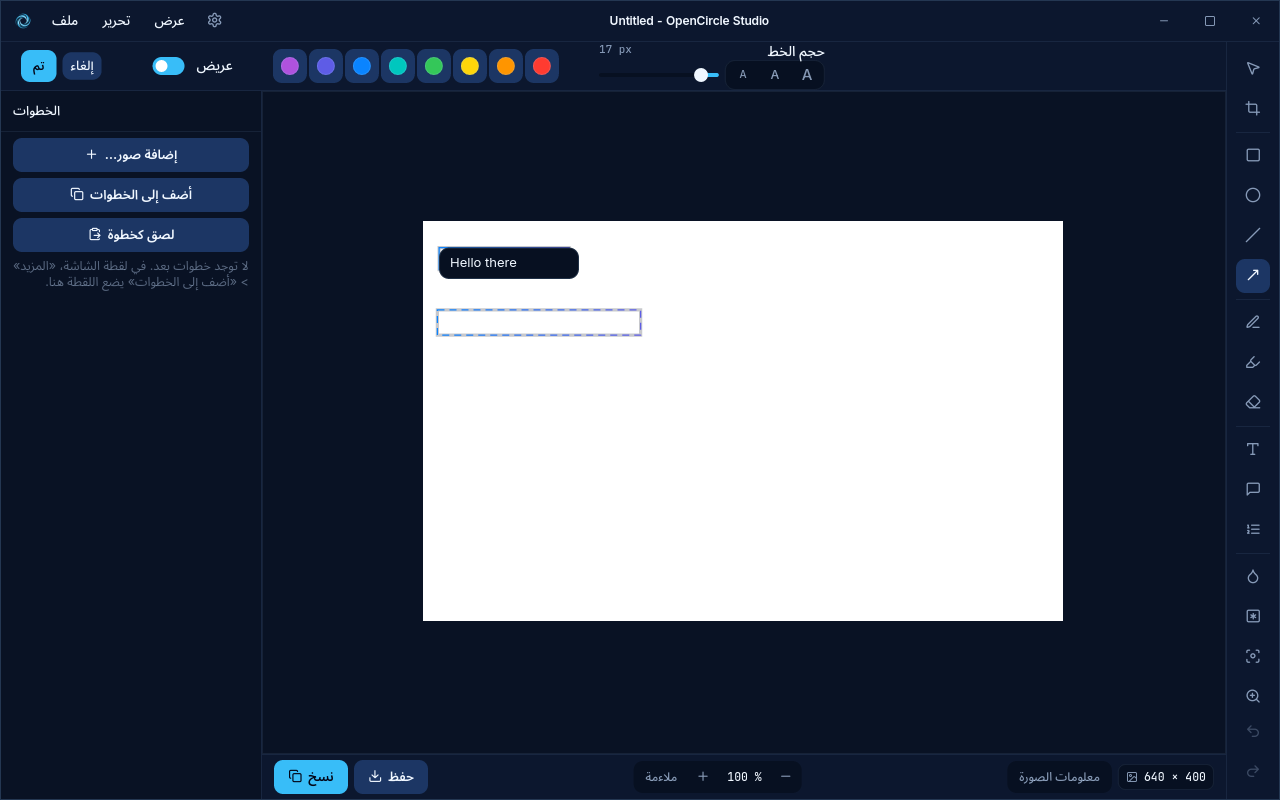 ملف
تحرير
عرض
Untitled - OpenCircle Studio
تم
إلغاء
عريض
17 px
حجم الخط
A A A
الخطوات
إضافة صور...
أضف إلى الخطوات
لصق كخطوة
لا توجد خطوات بعد. في لقطة الشاشة، «المزيد»
> «أضف إلى الخطوات» يضع اللقطة هنا.
Hello there
نسخ
حفظ
ملاءمة
100 %
معلومات الصورة
640 × 400